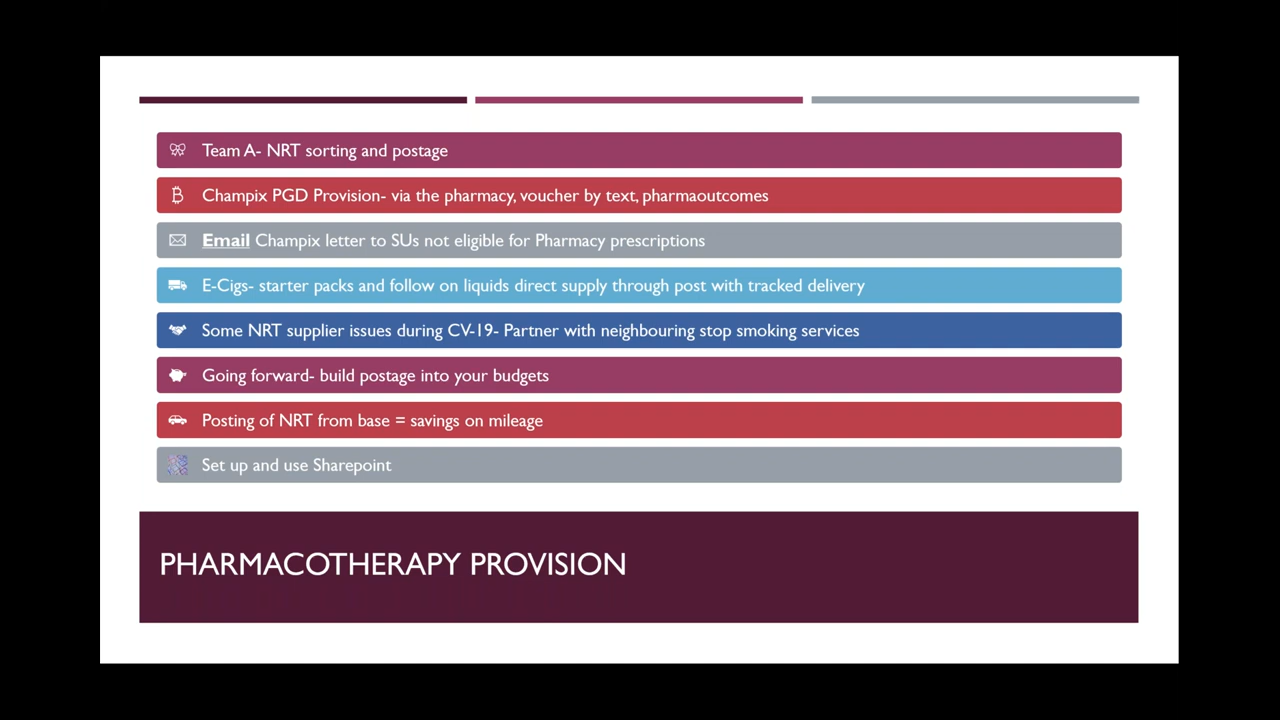 Team A- NRT sorting and postage
Champix PGD Provision- via the pharmacy, voucher by text, pharmaoutcomes
Email Champix letter to SUs not eligible for Pharmacy prescriptions
E-Cigs- starter packs and follow on liquids direct supply through post with tracked delivery
Some NRT supplier issues during CV-19- Partner with neighbouring stop smoking services
Going forward- build postage into your budgets
Posting of NRT from base = savings on mileage
Set up and use Sharepoint
PHARMACOTHERAPY PROVISION